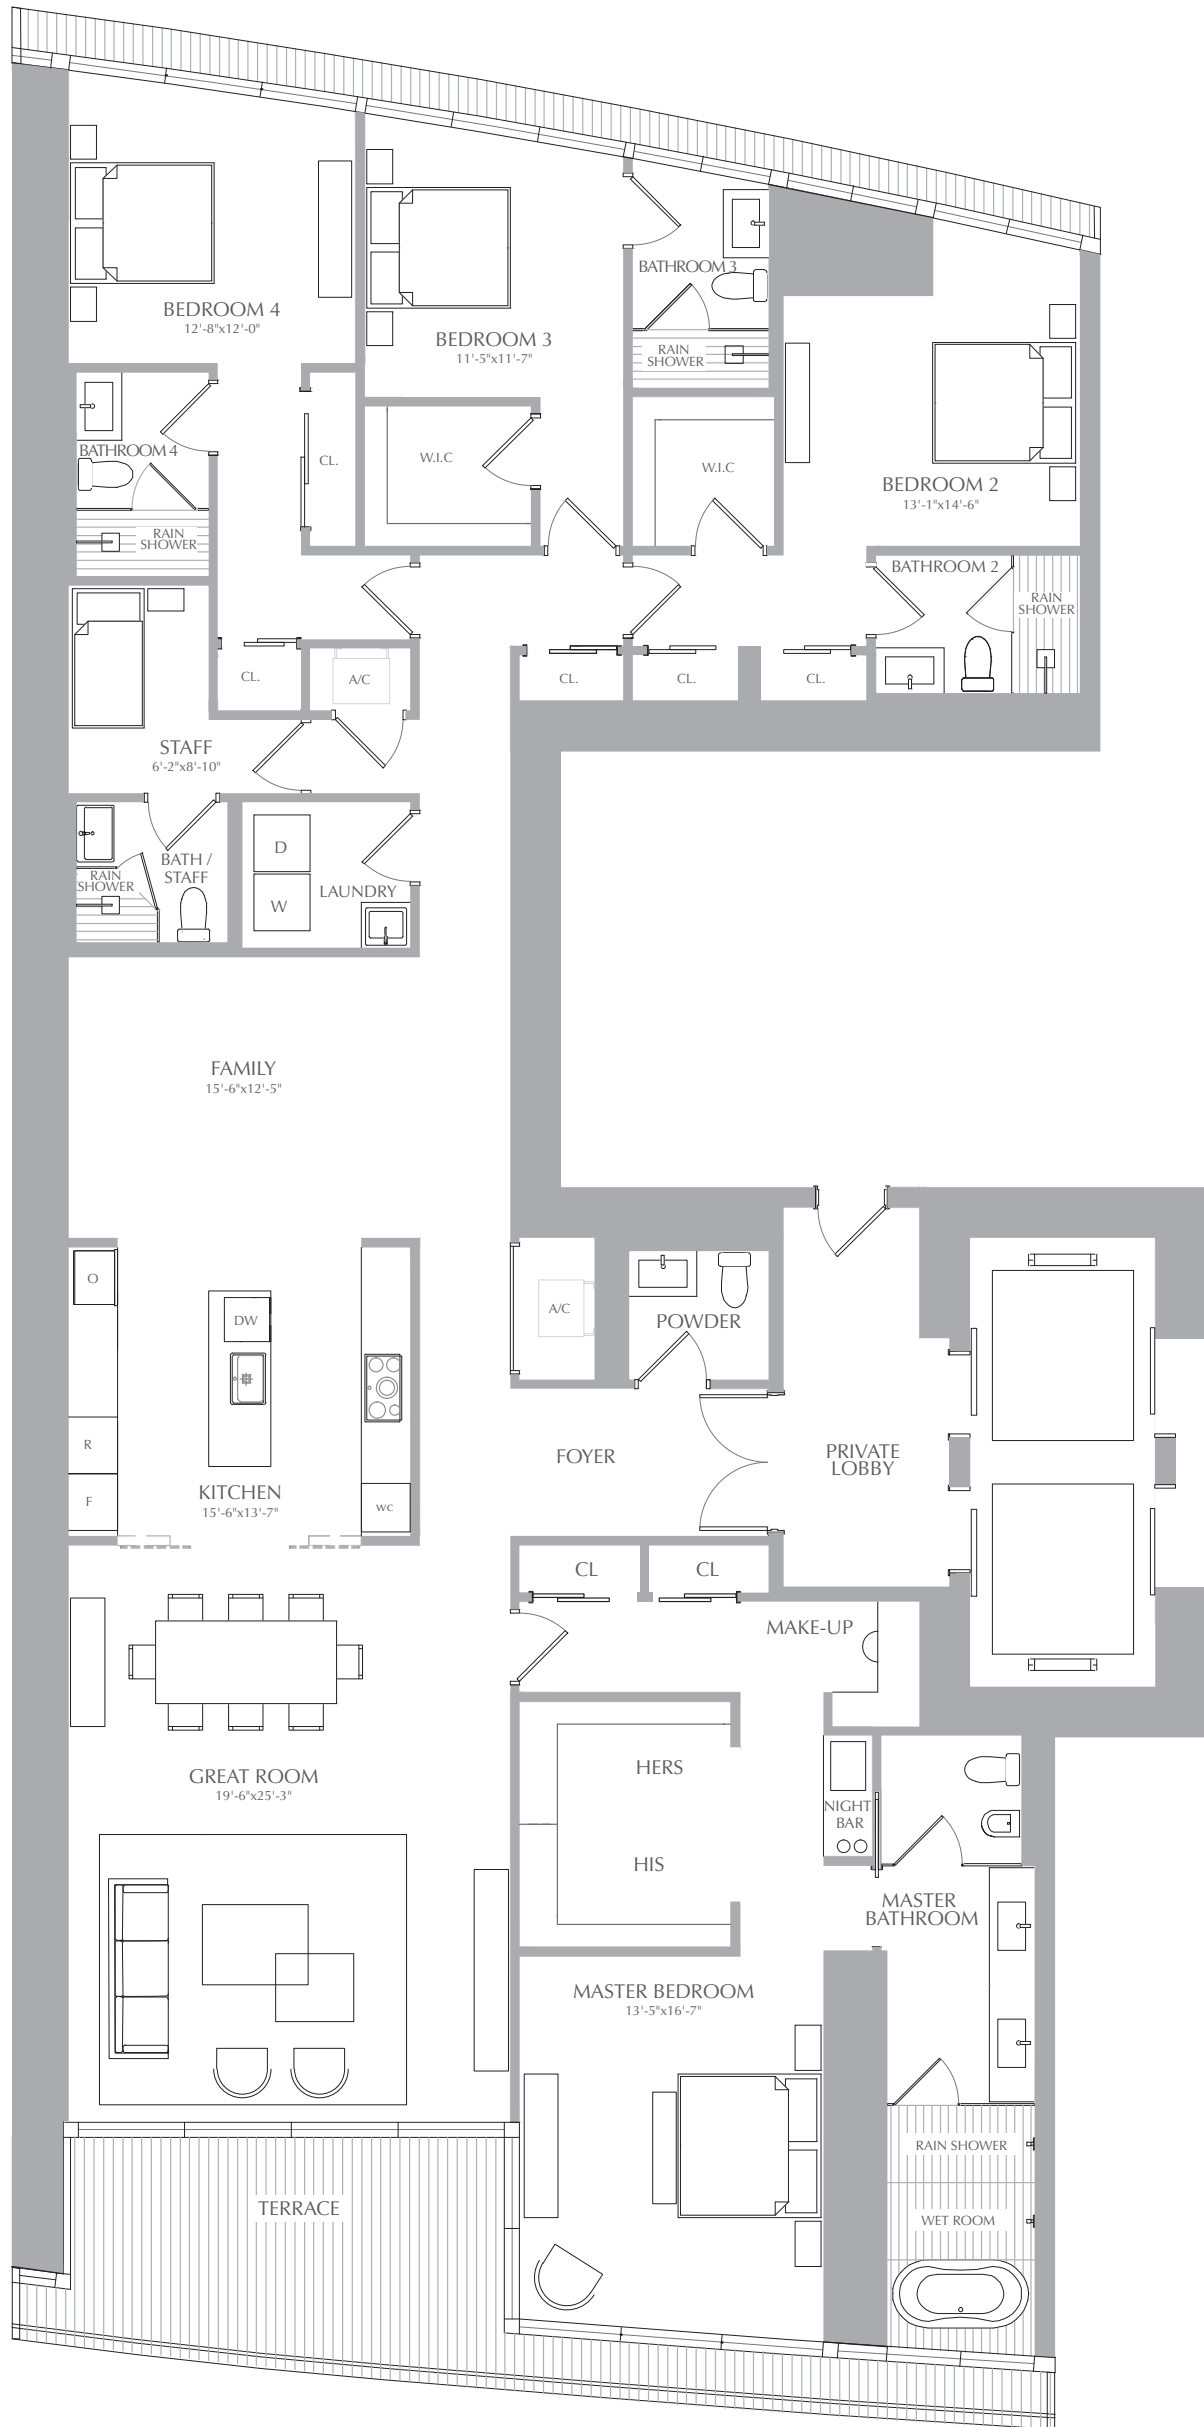 BATHROOM 3
BEDROOM 4
12'-8"x12'-0"
BEDROOM 3
11'-5"x11'-7"
RAIN
SHOWER
BATHROOM 4
CL.
W.I.C
W.I.C
BEDROOM 2
13'-1"x14'-6"
RAIN
SHOWER
BATHROOM 2
RAIN
SHOWER
CL.
A/C
CL.
CL.
CL.
STAFF
6'-2"x8'-10"
D
BATH /
STAFF
RAIN
SHOWER
LAUNDRY
W
FAMILY
15'-6"x12'-5"
O
DW
A/C
POWDER
R
FOYER
PRIVATE
LOBBY
KITCHEN
15'-6"x13'-7"
F
WC
CL
CL
MAKE-UP
HERS
GREAT ROOM
19'-6"x25'-3"
NIGHT
BAR
HIS
MASTER
BATHROOM
MASTER BEDROOM
13'-5"x16'-7"
RAIN SHOWER
TERRACE
WET ROOM